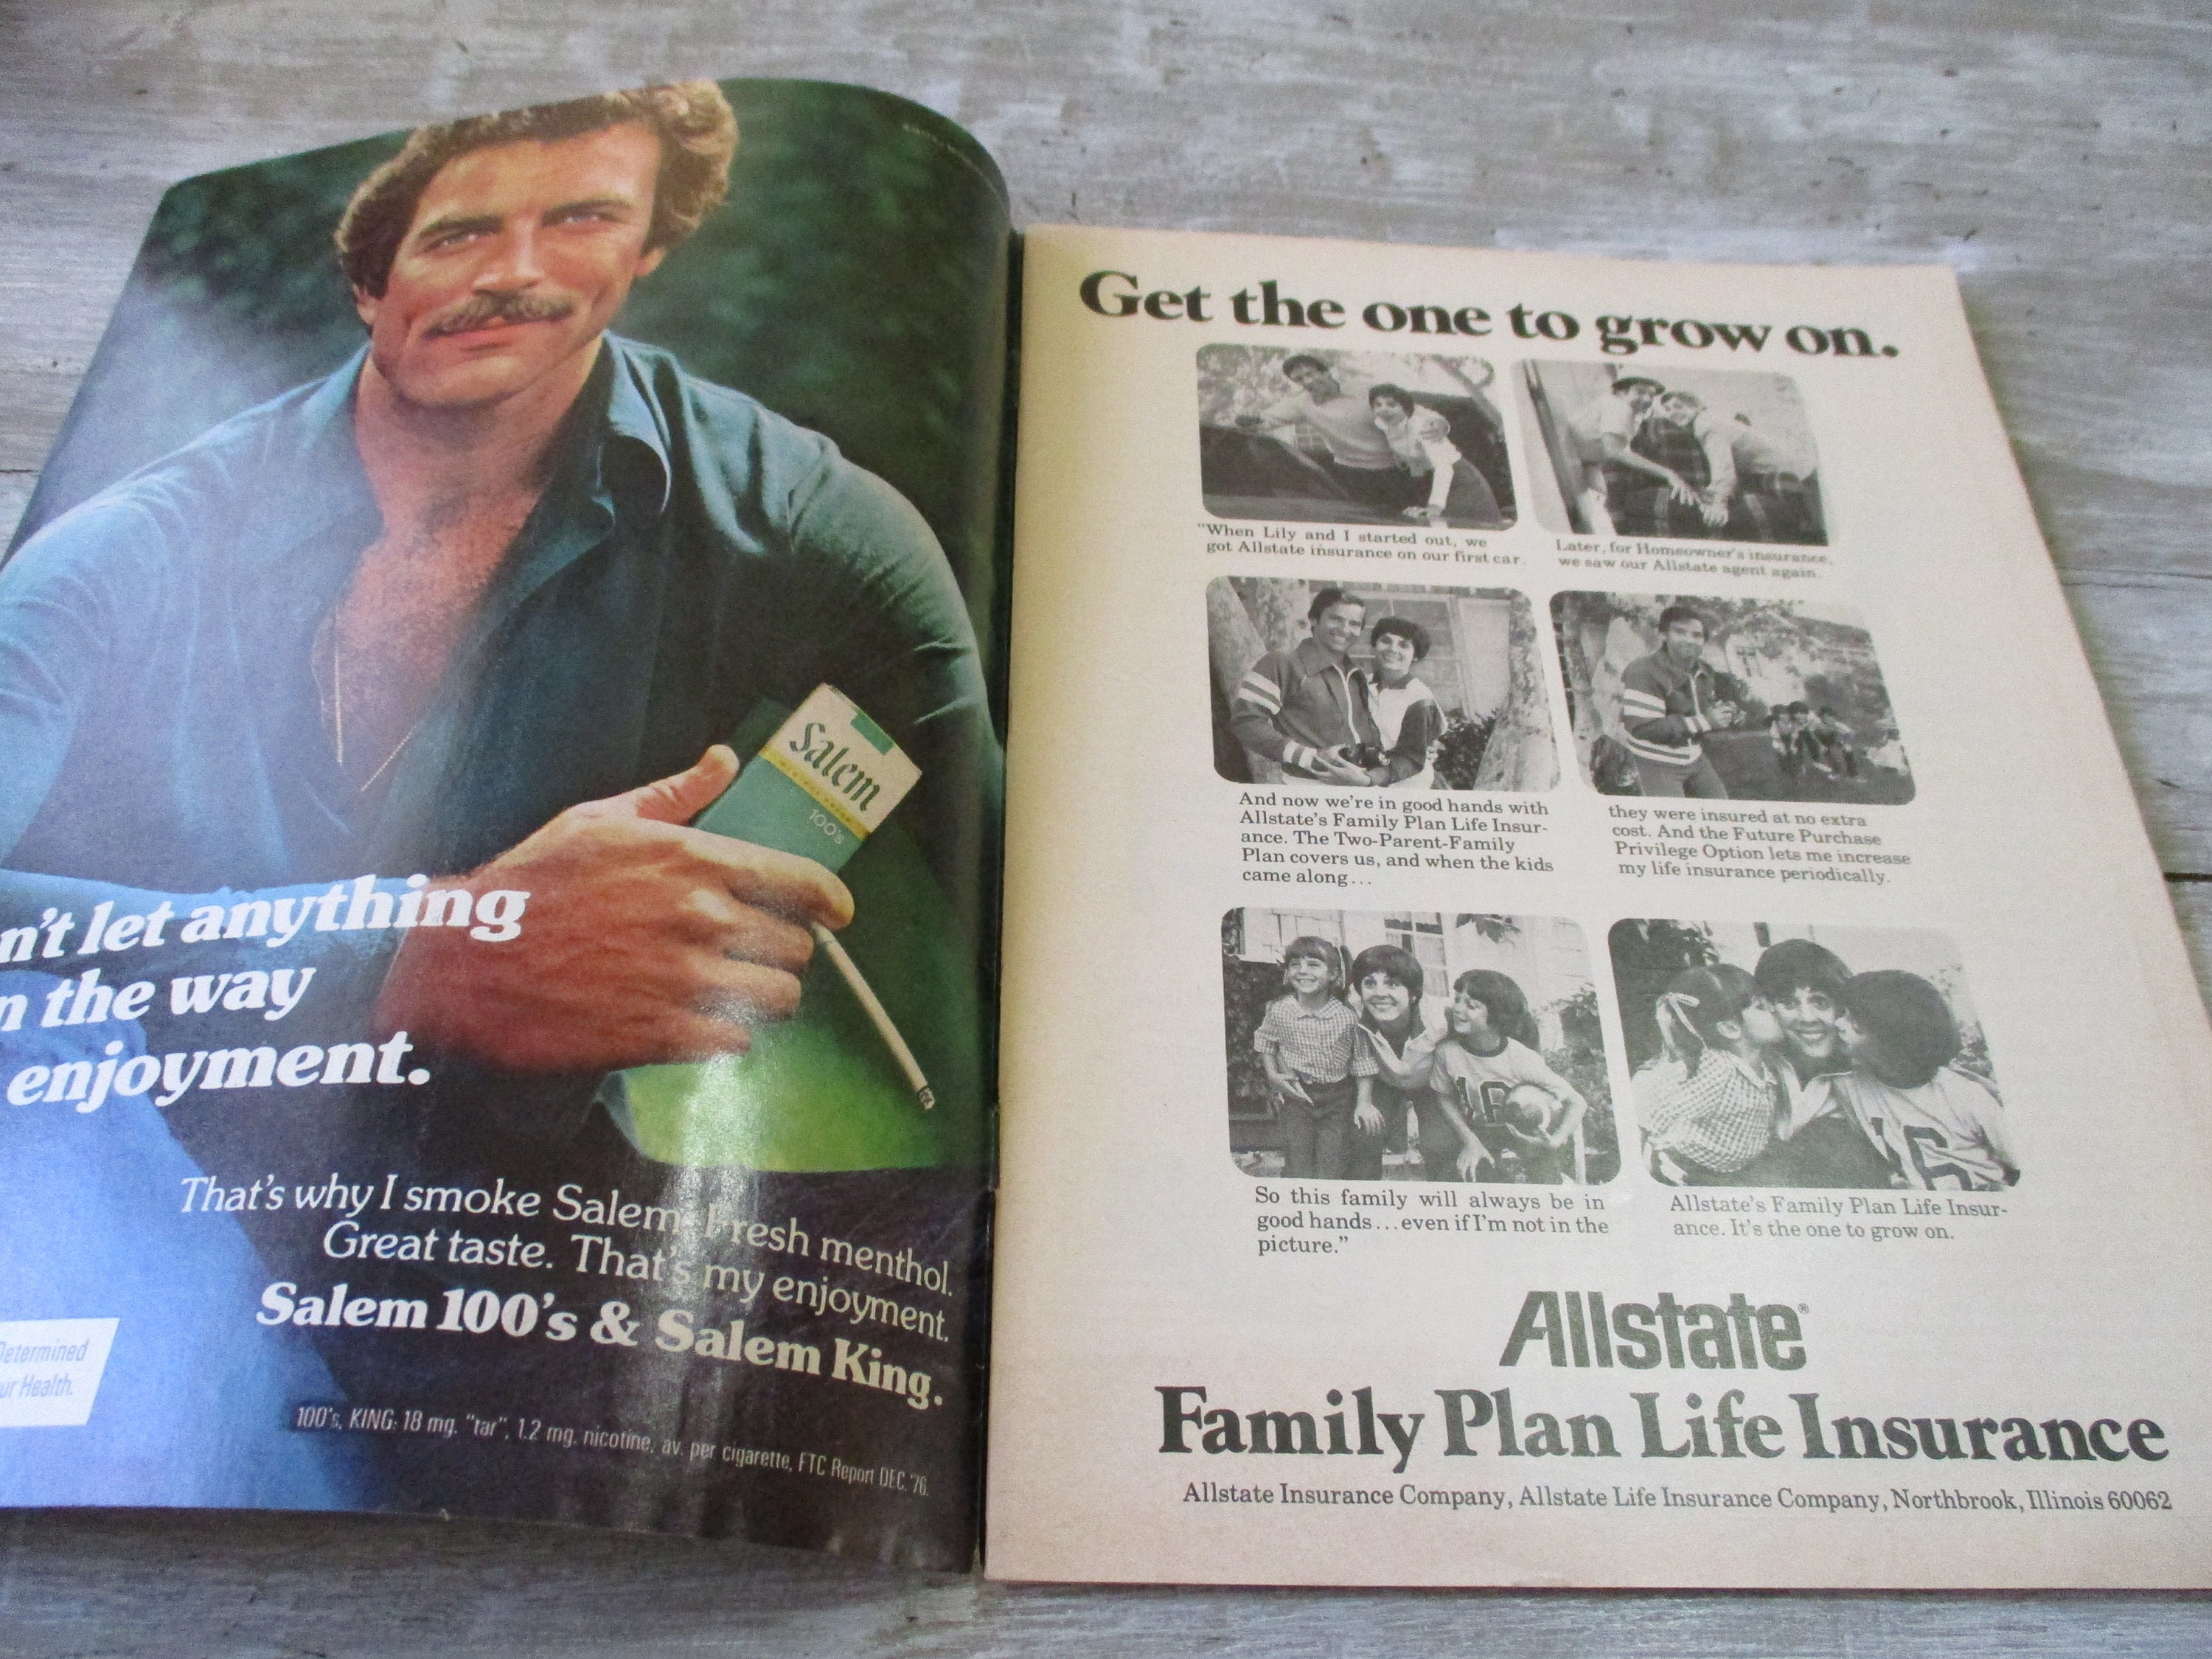 Salem
100's
n't let anything
n the way
enjoyment.
That's why I smoke Salem. Fresh menthol.
Great taste. That's my enjoyment.
Salem 100's & Salem King.
Determined
ur Health.
100's, KING: 18 mg. "tar", 1.2 mg. nicotine, av. per cigarette, FTC Report DEC. '76.
Get the one to grow on.
"When Lily and I started out, we
got Allstate insurance on our first car.
Later, for Homeowner's insurance,
we saw our Allstate agent again.
And now we're in good hands with
Allstate's Family Plan Life Insur-
ance. The Two-Parent-Family
Plan covers us, and when the kids
came along...
they were insured at no extra
cost. And the Future Purchase
Privilege Option lets me increase
my life insurance periodically.
16
So this family will always be in
good hands...even if I'm not in the
picture."
Allstate's Family Plan Life Insur-
ance. It's the one to grow on.
Allstate®
Family Plan Life Insurance
Allstate Insurance Company, Allstate Life Insurance Company, Northbrook, Illinois 60062